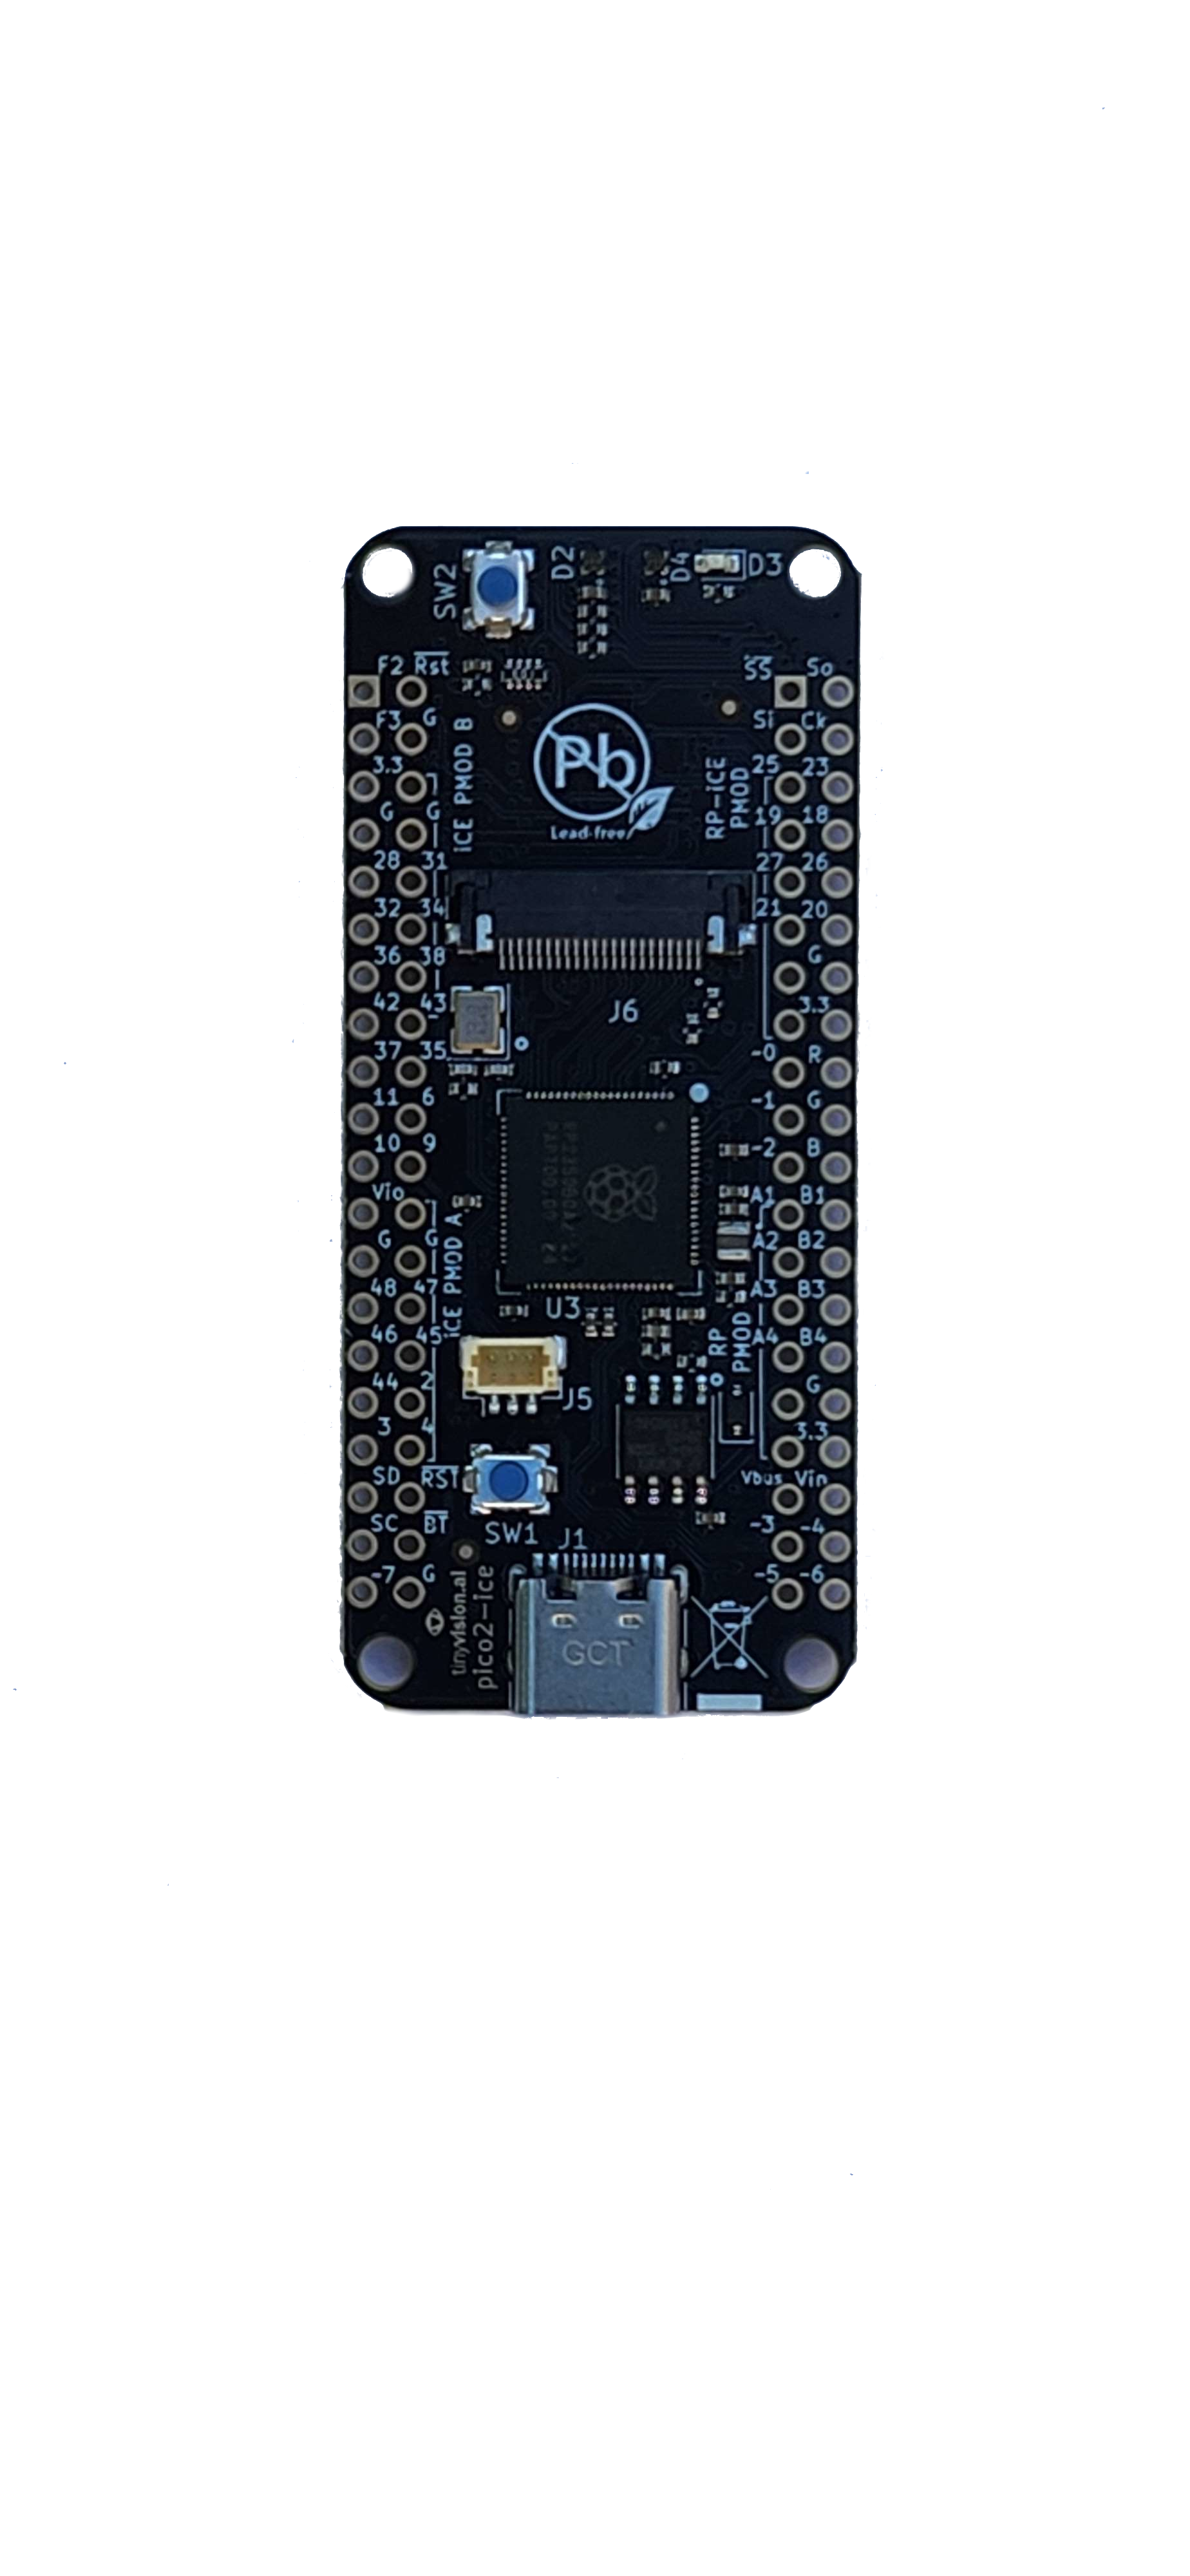 SW2
D2
D4
D3
F2 Rst
SS So
F3 G
Si Ck
3.3
25 23
G G
19 18
28 31
27 26
32 34
21 20
36 38
G
42 43
3.3
37 35
-0 R
11 6
-1 G
10 9
-2 B
Vio
A1 B1
G G
A2 B2
48 47
A3 B3
46 45
A4 B4
44 2
G
3 4
3.3
SD RST
Vbus Vin
SC BT
-3 -4
-7 G
-5 -6
iCE PMOD B
Pb
Lead-free
RP-iCE
PMOD
J6
iCE PMOD A
U3
RP
PMOD
J5
SW1
J1
tinyvision.ai
pico2-ice
GCT